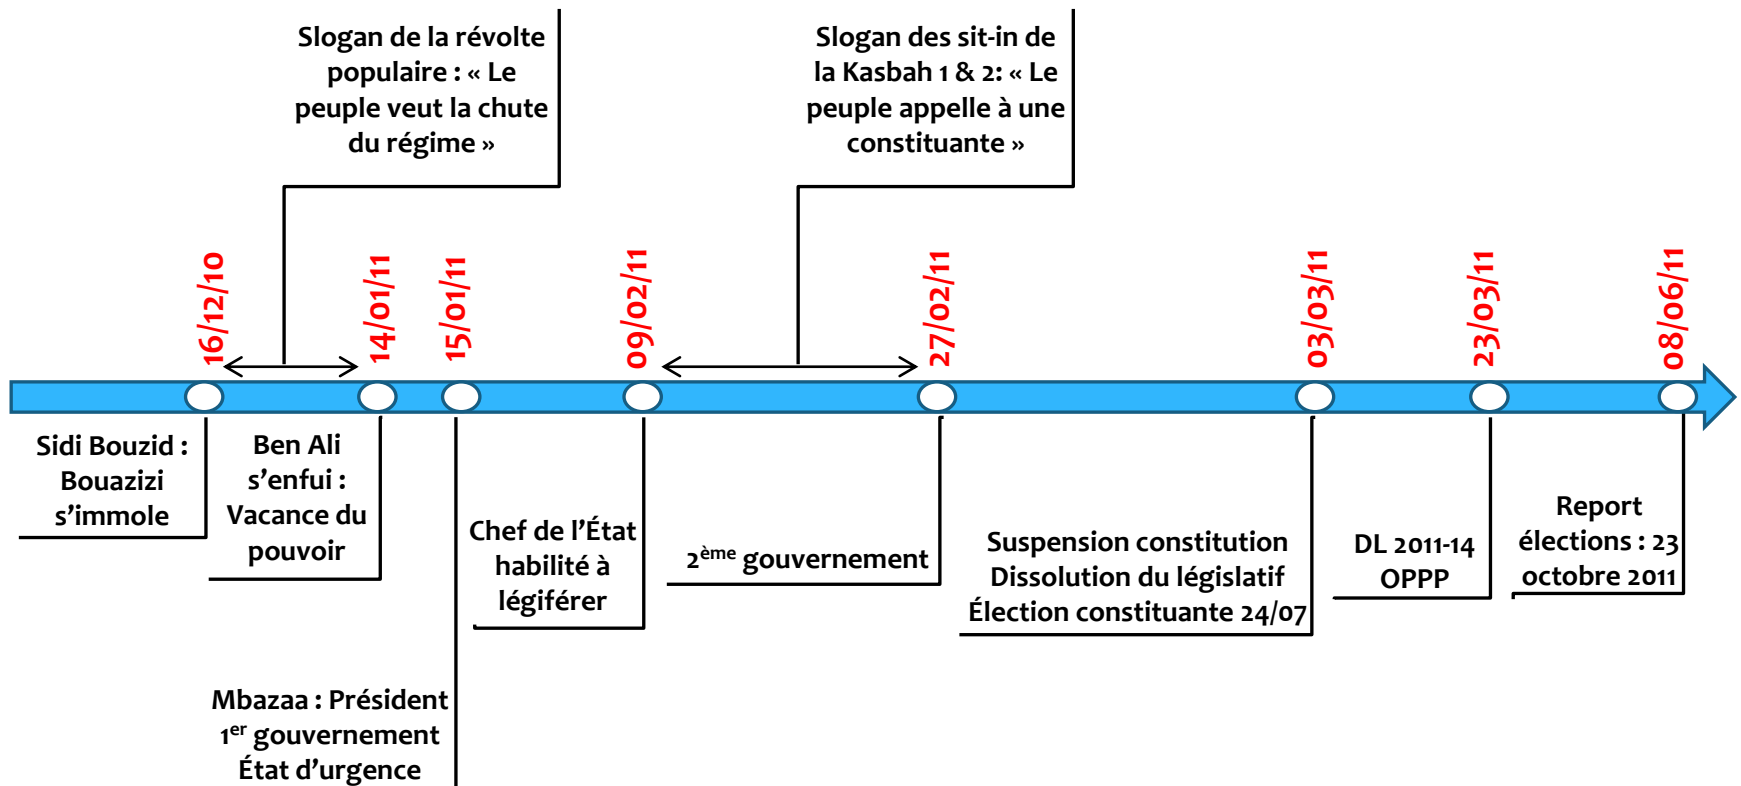 Slogan de la révolte
populaire : « Le
peuple veut la chute
du régime »
Slogan des sit-in de
la Kasbah 1 & 2: « Le
peuple appelle à une
constituante »
16/12/10
14/01/11
15/01/11
09/02/11
27/02/11
03/03/11
23/03/11
08/06/11
Sidi Bouzid :
Bouazizi
s’immole
Ben Ali
s’enfui :
Vacance du
pouvoir
Mbazaa : Président
1er gouvernement
État d’urgence
Chef de l’État
habilité à
légiférer
2ème gouvernement
Suspension constitution
Dissolution du législatif
Élection constituante 24/07
DL 2011-14
OPPP
Report
élections : 23
octobre 2011